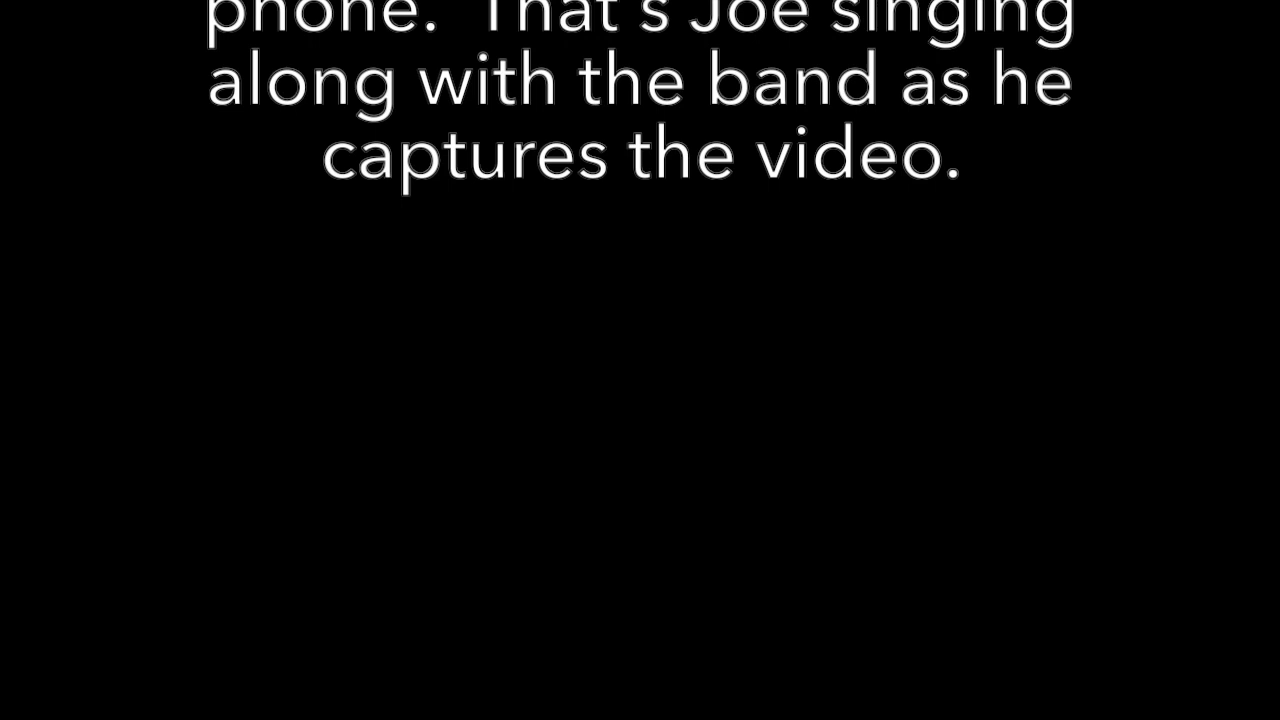 phone.  That's Joe singing
along with the band as he
captures the video.